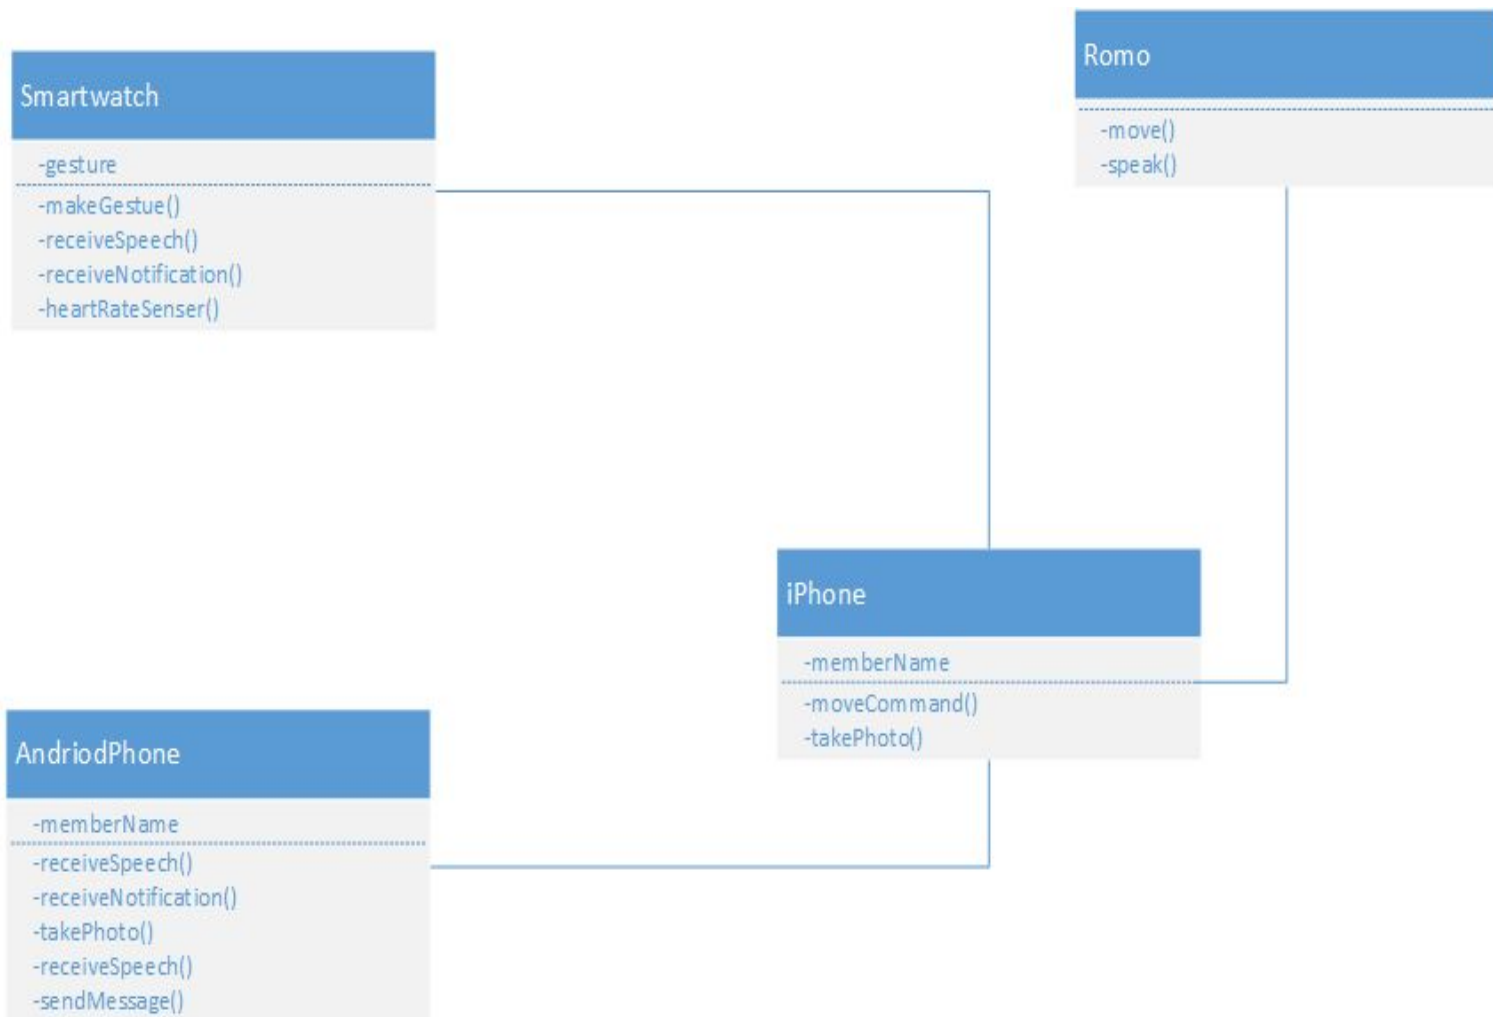 Smartwatch
-gesture
-makeGestue()
-receiveSpeech()
-receiveNotification()
-heartRateSenser()
Romo
-move()
-speak()
iPhone
-memberName
-moveCommand()
-takePhoto()
AndriodPhone
-memberName
-receiveSpeech()
-receiveNotification()
-takePhoto()
-receiveSpeech()
-sendMessage()